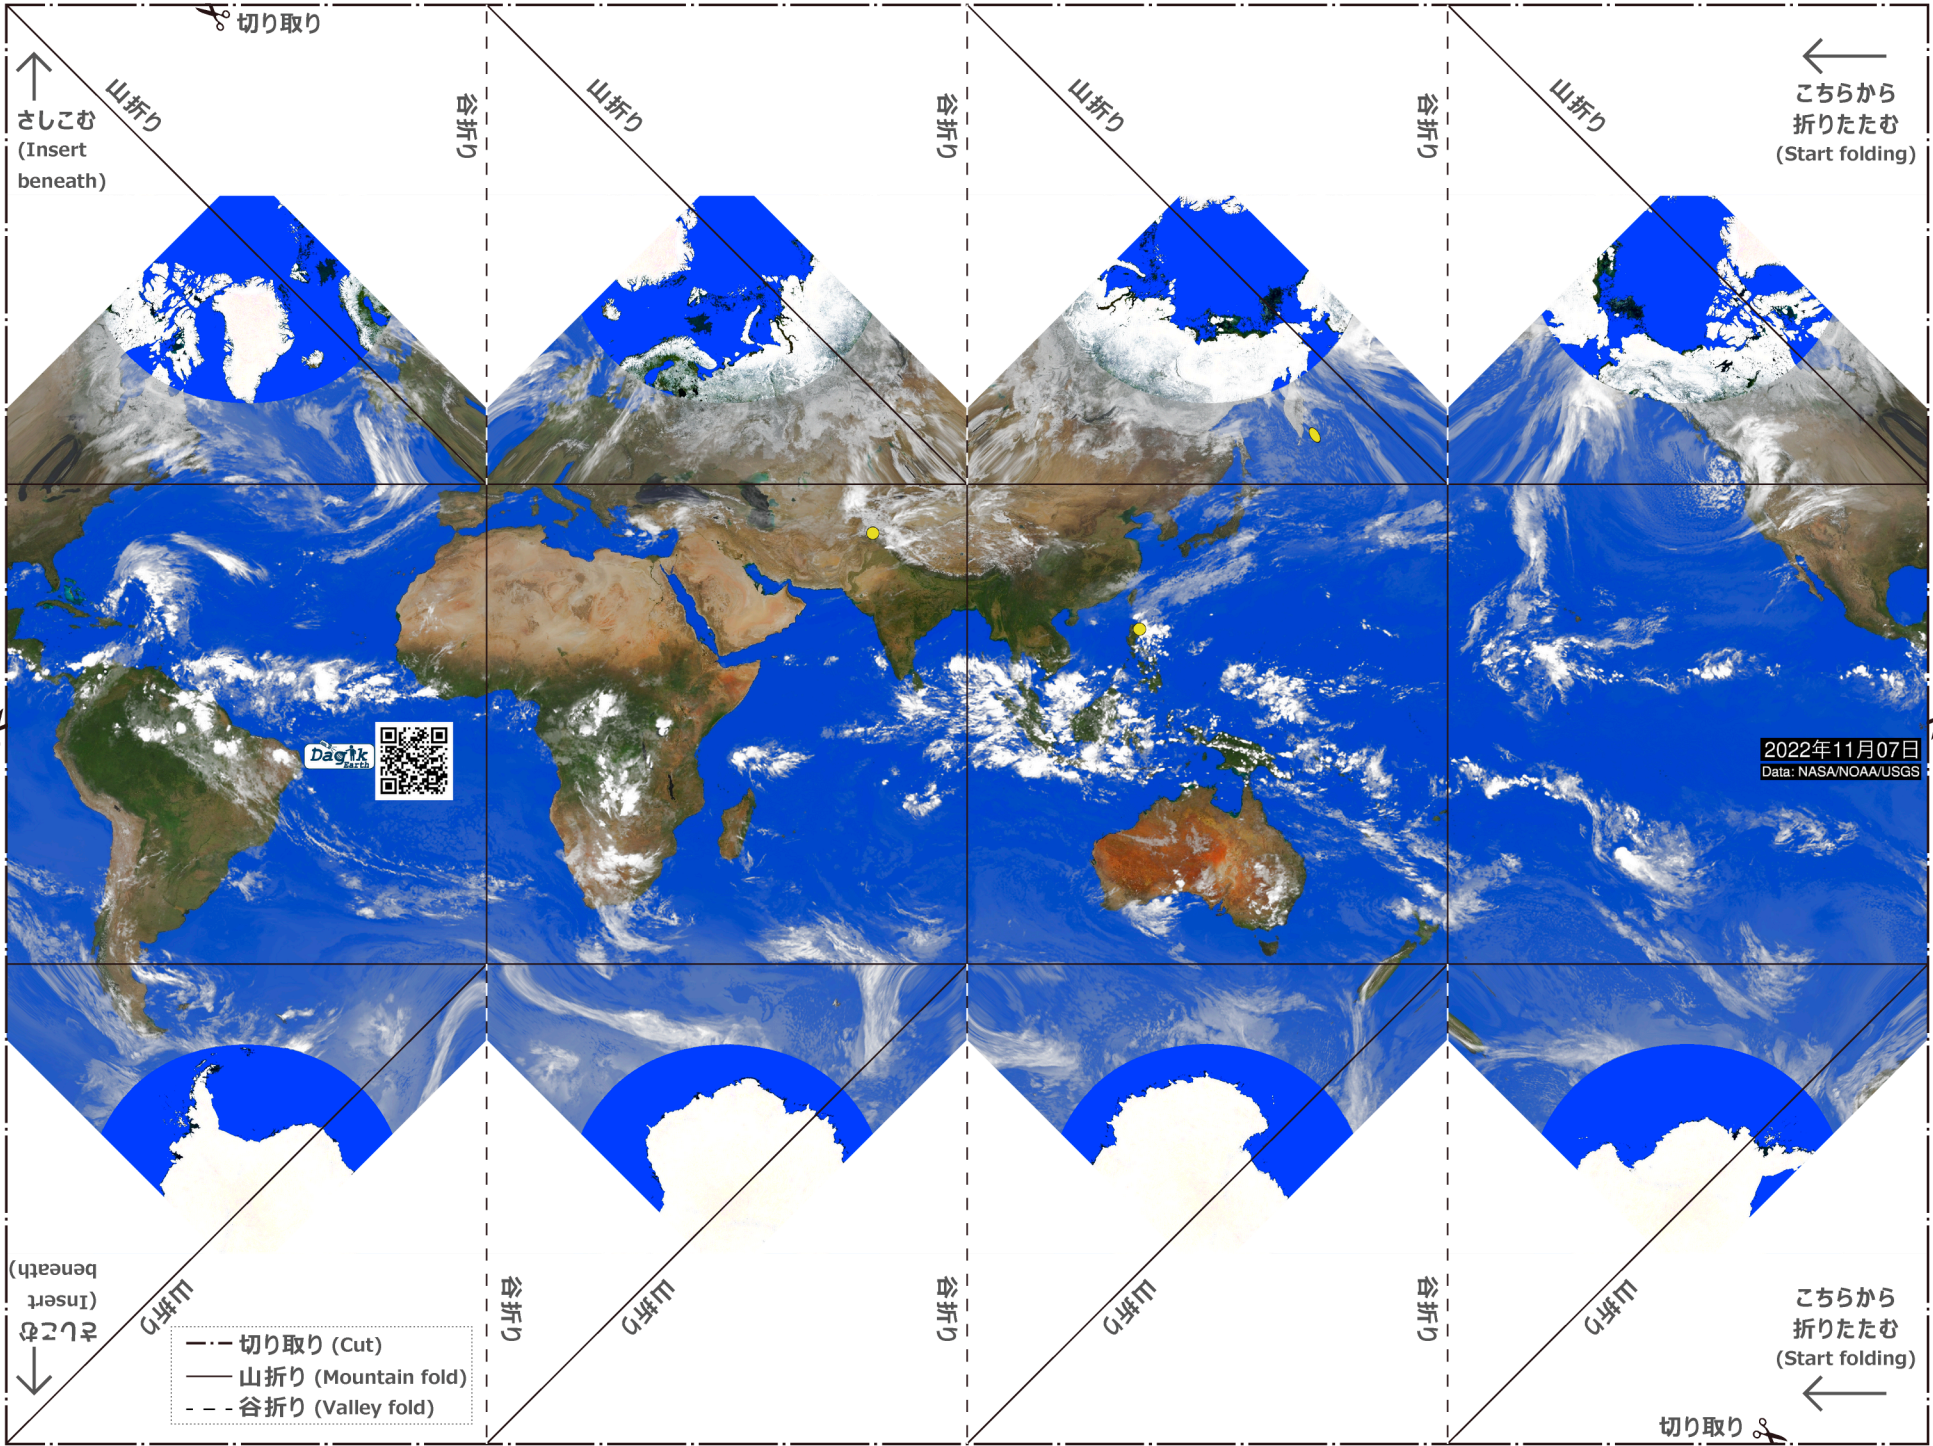 切り取り
さしこむ
(Insert
beneath)
山折り
谷折り
山折り
谷折り
山折り
谷折り
山折り
こちらから
折りたたむ
(Start folding)
Dagik
Earth
2022年11月07日
Data: NASA/NOAA/USGS
さしこむ
(Insert
beneath)
山折り
谷折り
山折り
谷折り
山折り
谷折り
山折り
こちらから
折りたたむ
(Start folding)
切り取り (Cut)
山折り (Mountain fold)
谷折り (Valley fold)
切り取り